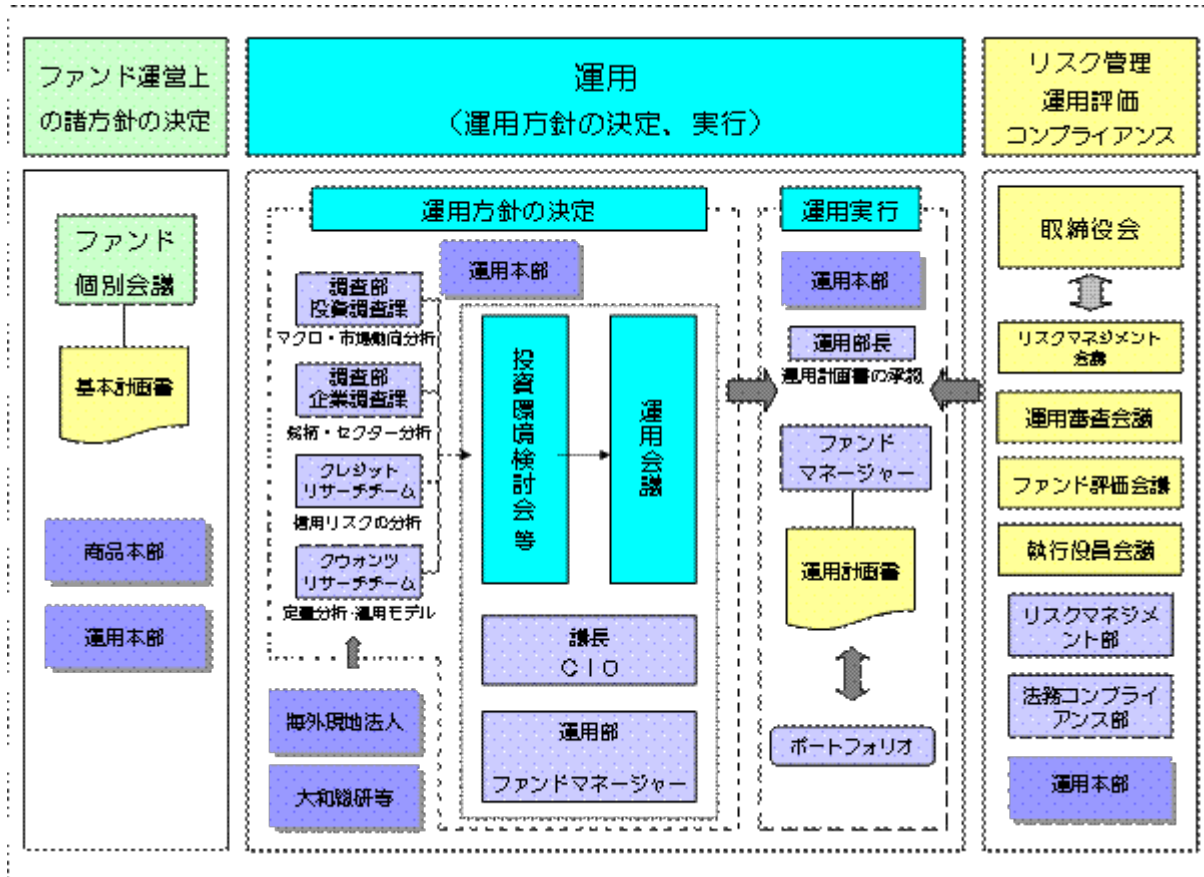 ファンド運営上
の諸方針の決定
運用
(運用方針の決定、実行)
リスク管理
運用評価
コンプライアンス
ファンド
個別会議
基本計画書
商品本部
運用本部
運用方針の決定
運用本部
調査部
投資調査課
マクロ・市場動向分析
調査部
企業調査課
銘柄・セクター分析
クレジット
リサーチチーム
信用リスクの分析
クウォンツ
リサーチチーム
定量分析・運用モデル
海外現地法人
大和総研等
投資環境検討会等
運用会議
議長
CIO
運用部
ファンドマネージャー
運用実行
運用本部
運用部長
運用計画書の承認
ファンド
マネージャー
運用計画書
ポートフォリオ
取締役会
リスクマネジメント
会議
運用審査会議
ファンド評価会議
執行役員会議
リスクマネジメ
ント部
法務コンプライ
アンス部
運用本部